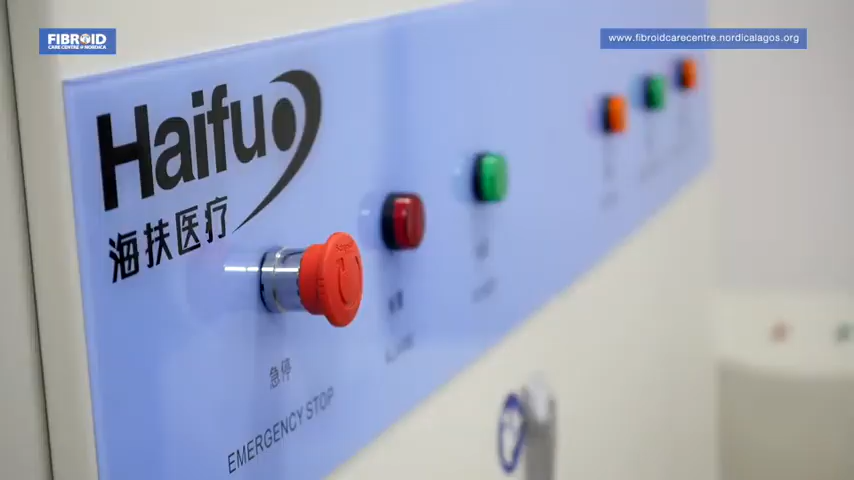 FIBROID
CARE CENTRE @ NORDICA
www.fibroidcarecentre.nordicalagos.org
Haifu
海扶医疗
急停
EMERGENCY STOP